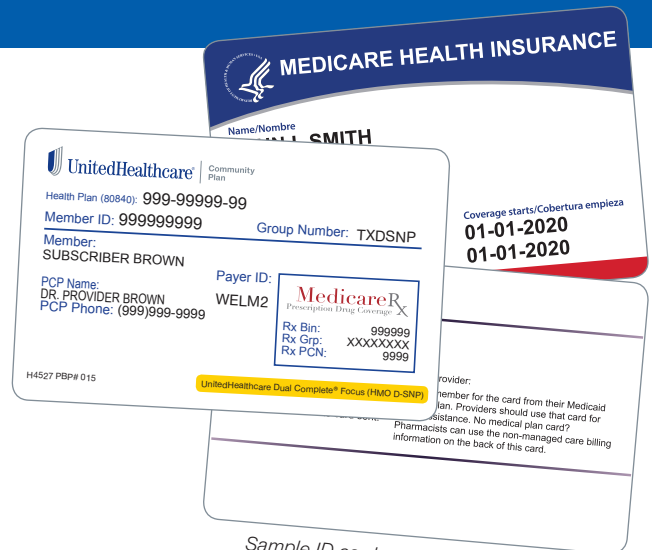 MEDICARE HEALTH INSURANCE
Name/Nombre
L SMITH
Coverage starts/Cobertura empieza
01-01-2020
01-01-2020
UnitedHealthcare® Community Plan
Health Plan (80840): 999-99999-99
Member ID: 999999999 Group Number: TXDSNP
Member:
SUBSCRIBER BROWN
PCP Name:
DR. PROVIDER BROWN
PCP Phone: (999)999-9999
Payer ID:
WELM2
MedicareRx
Prescription Drug Coverage
Rx Bin: 999999
Rx Grp: XXXXXXXX
Rx PCN: 9999
H4527 PBP# 015
UnitedHealthcare Dual Complete® Focus (HMO D-SNP)
rovider:
member for the card from their Medicaid
lan. Providers should use that card for
sistance. No medical plan card?
Pharmacists can use the non-managed care billing
information on the back of this card.
Sample ID card